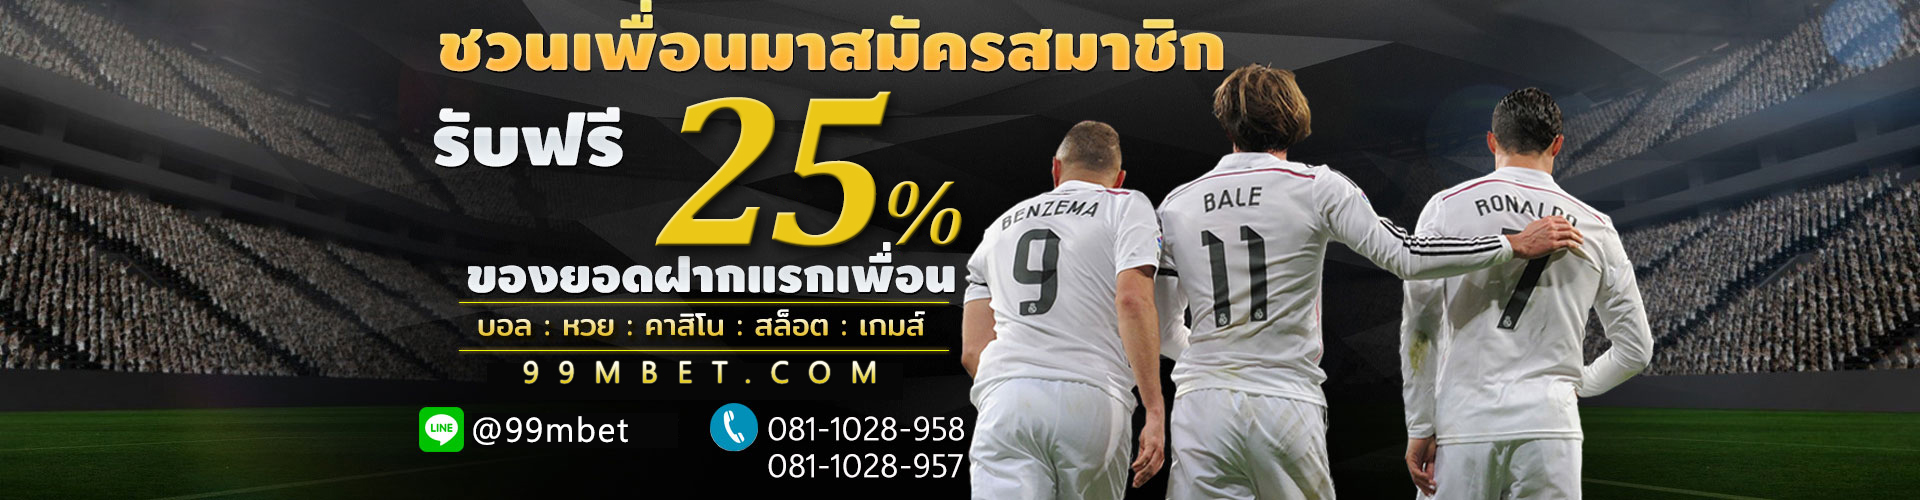 ชวนเพื่อนมาสมัครสมาชิก
รับฟรี 25%
ของยอดฝากแรกเพื่อน
บอล : หวย : คาสิโน : สล็อต : เกมส์
99MBET.COM
LINE @99mbet
081-1028-958
081-1028-957
BENZEMA
9
BALE
11
RONALDO
7